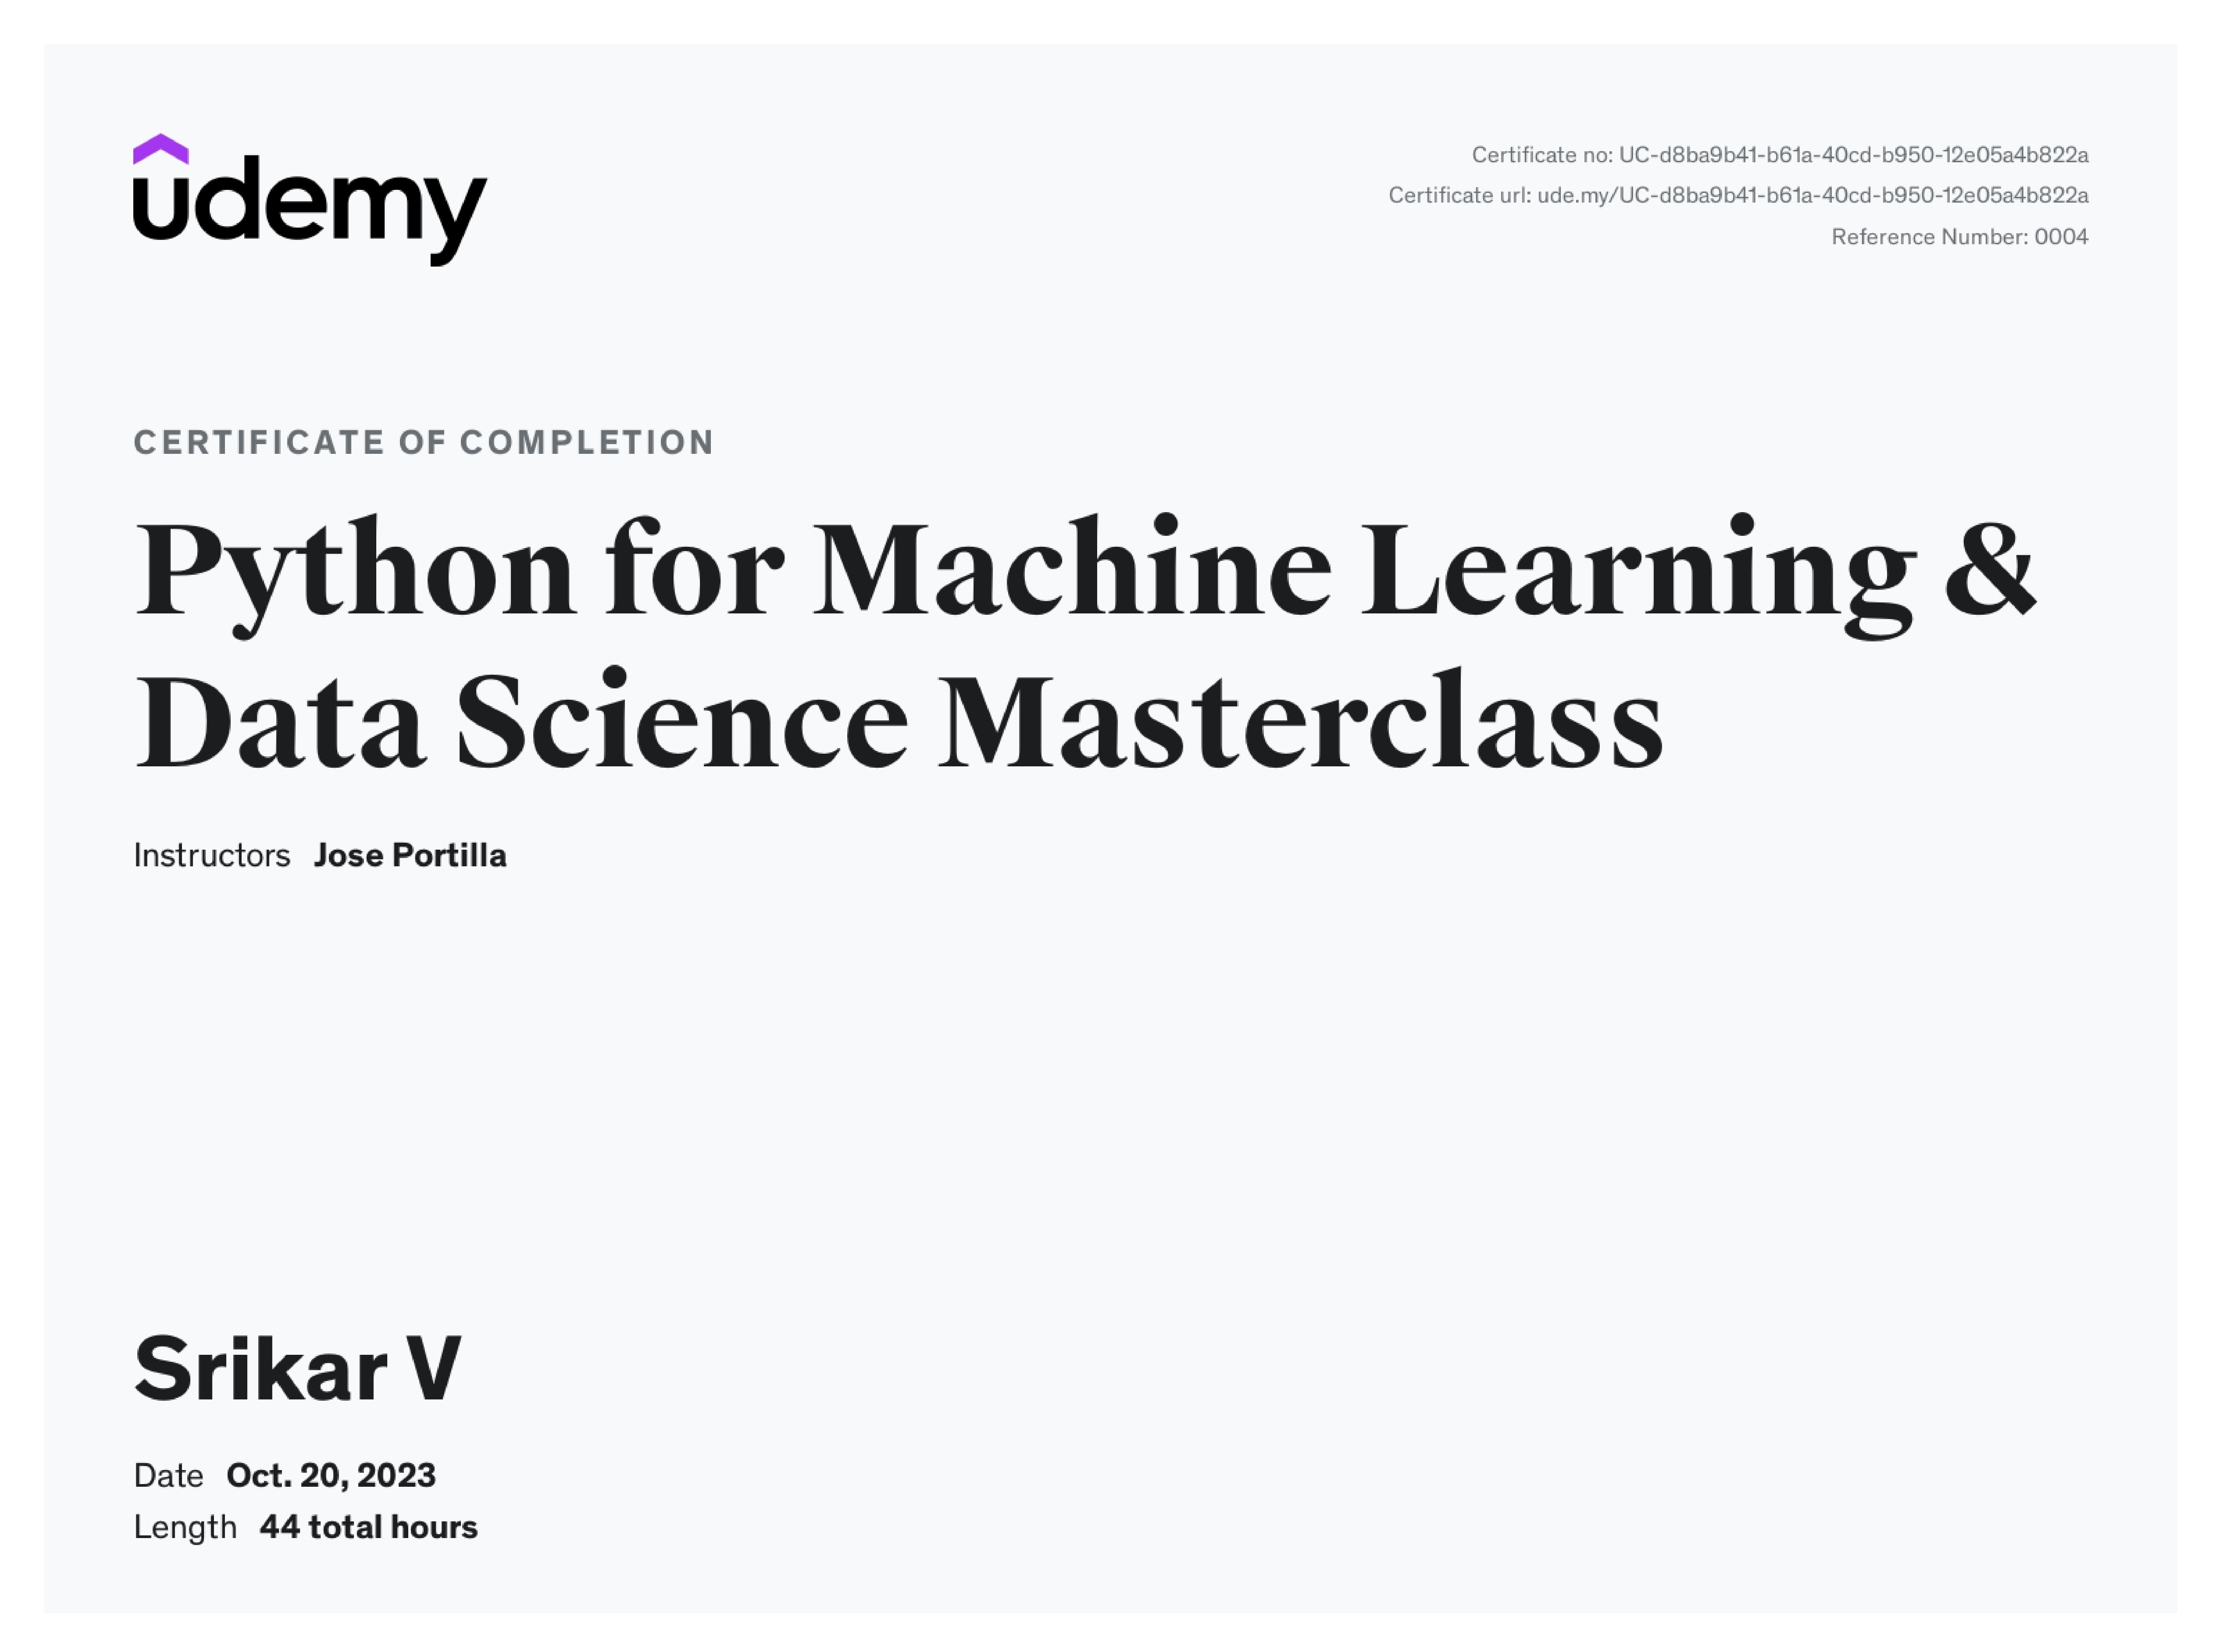 udemy
Certificate no: UC-d8ba9b41-b61a-40cd-b950-12e05a4b822a
Certificate url: ude.my/UC-d8ba9b41-b61a-40cd-b950-12e05a4b822a
Reference Number: 0004
CERTIFICATE OF COMPLETION
Python for Machine Learning &
Data Science Masterclass
Instructors Jose Portilla
Srikar V
Date Oct. 20, 2023
Length 44 total hours